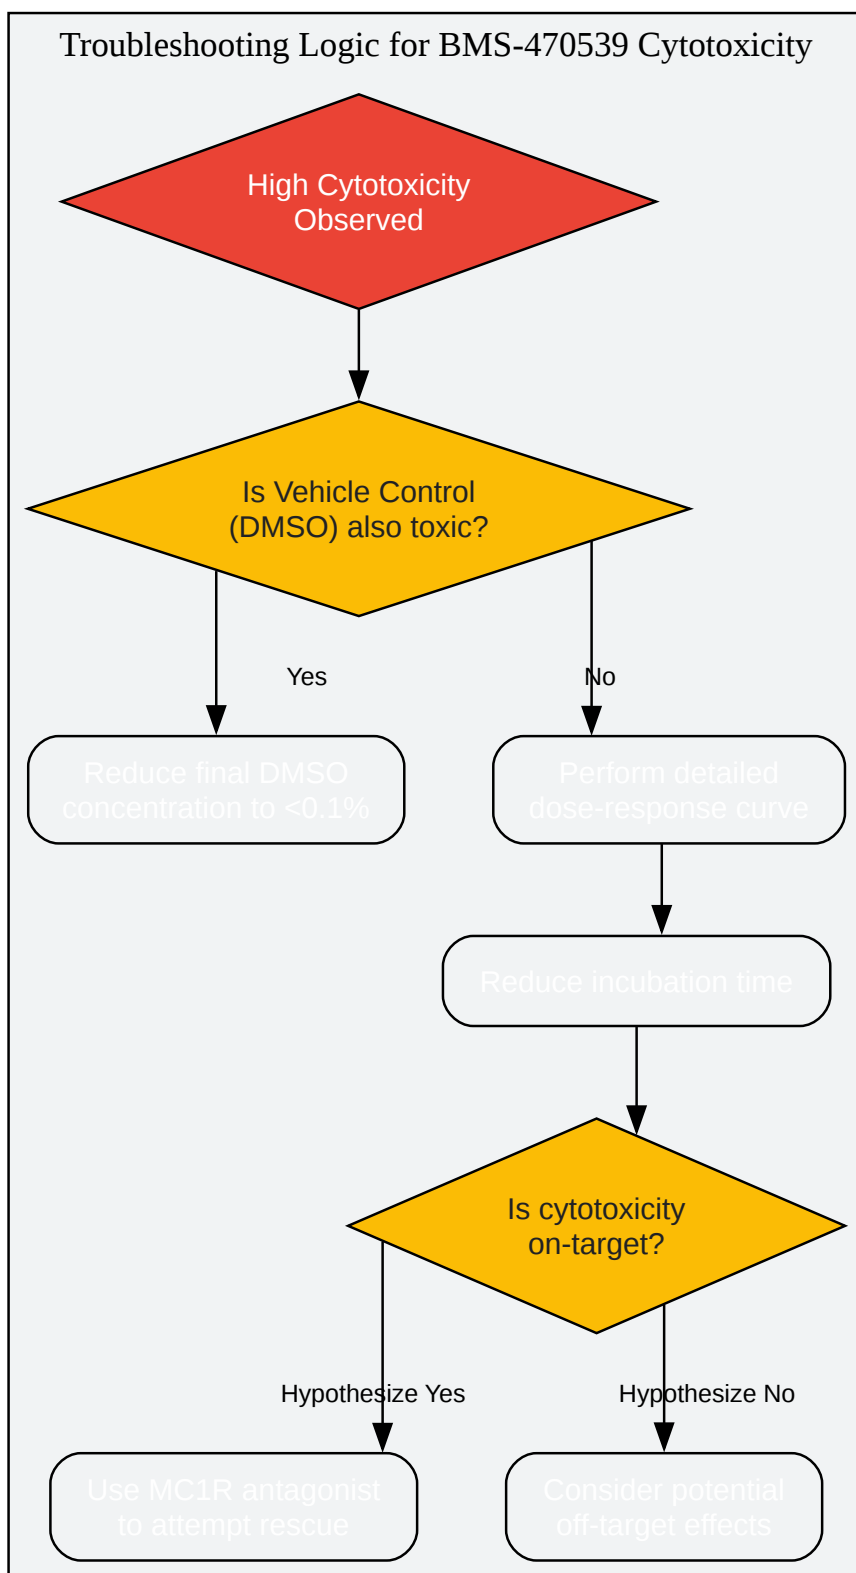 Troubleshooting Logic for BMS-470539 Cytotoxicity
High Cytotoxicity
Observed
Is Vehicle Control
(DMSO) also toxic?
Yes
No
Reduce final DMSO
concentration to <0.1%
Perform detailed
dose-response curve
Reduce incubation time
Is cytotoxicity
on-target?
Hypothesize Yes
Hypothesize No
Use MC1R antagonist
to attempt rescue
Consider potential
off-target effects